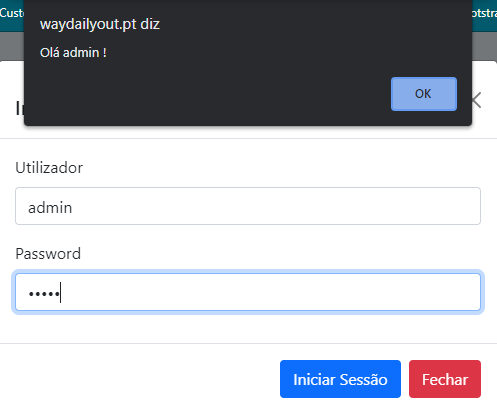 waydailyout.pt diz
Olá admin !
OK
Utilizador
admin
Password
•••••
Iniciar Sessão
Fechar